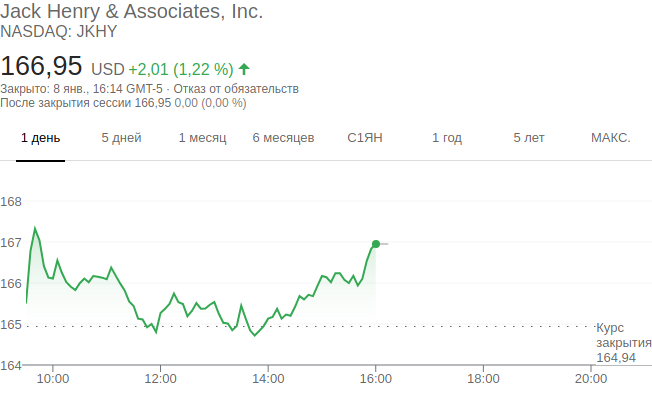 Jack Henry & Associates, Inc.
NASDAQ: JKHY
166,95 USD +2,01 (1,22 %)
Закрыто: 8 янв., 16:14 GMT-5 · Отказ от обязательств
После закрытия сессии 166,95 0,00 (0,00 %)
1 день 5 дней 1 месяц 6 месяцев С1ЯН 1 год 5 лет МАКС.
168
167
166
165
Курс
закрытия
164,94
164
10:00 12:00 14:00 16:00 18:00 20:00